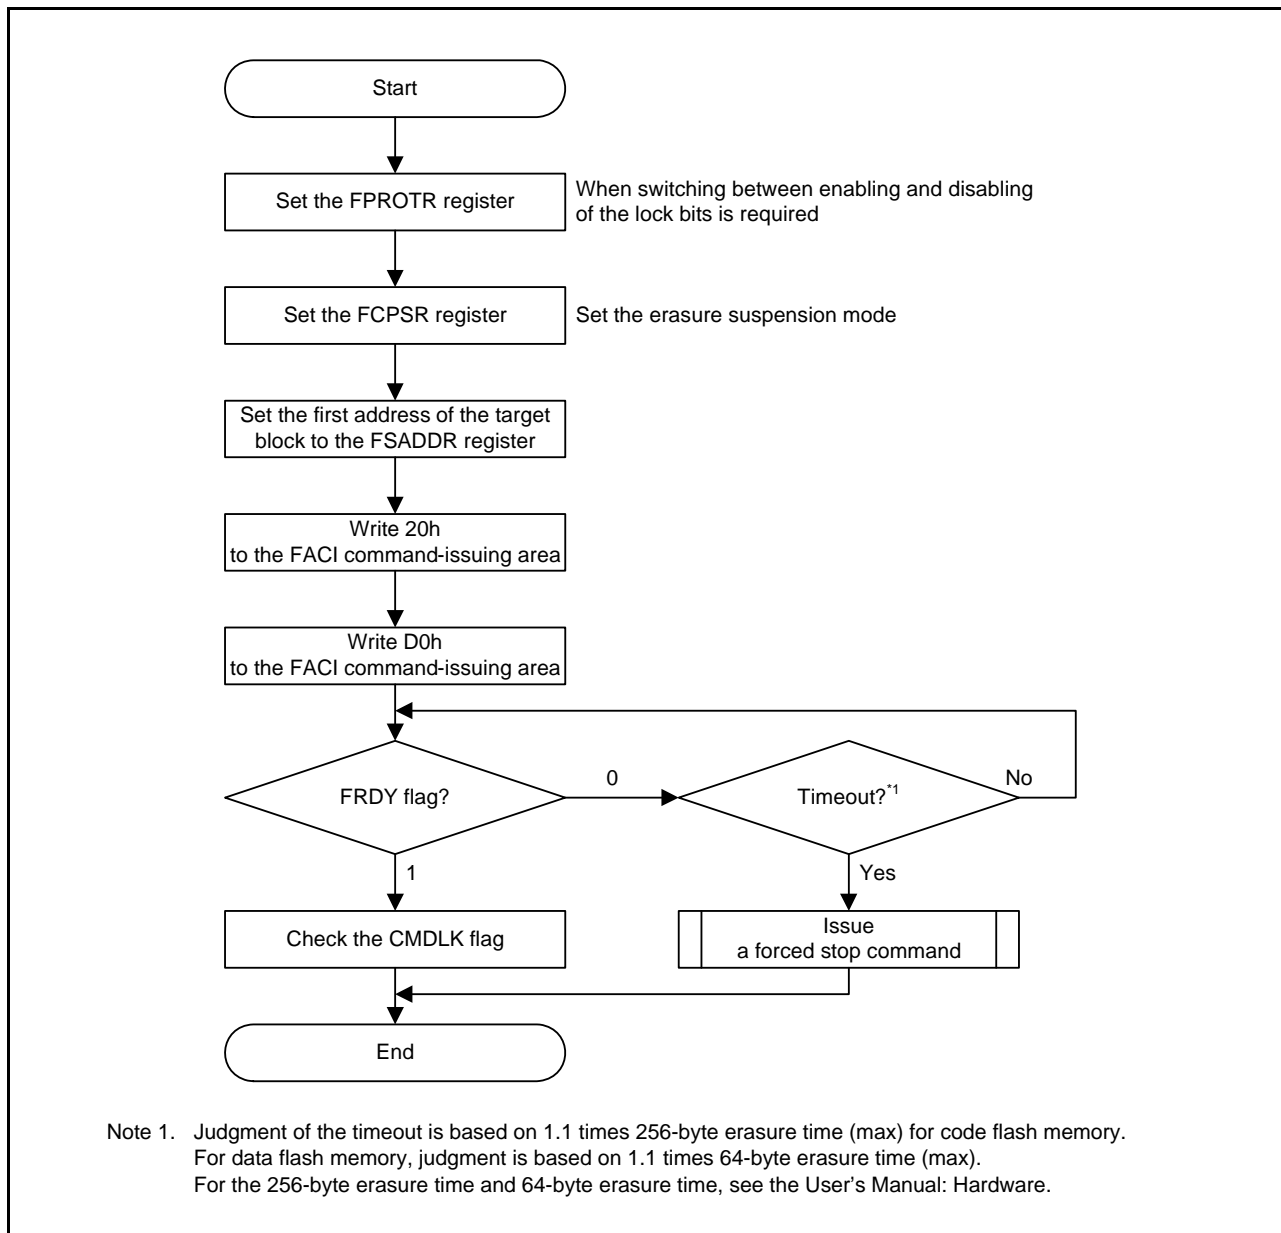 Start
Set the FPROTR register
When switching between enabling and disabling
of the lock bits is required
Set the FCPSR register
Set the erasure suspension mode
Set the first address of the target
block to the FSADDR register
Write 20h
to the FACI command-issuing area
Write D0h
to the FACI command-issuing area
FRDY flag?
0
Timeout?*1
No
1
Yes
Check the CMDLK flag
Issue
a forced stop command
End
Note 1. Judgment of the timeout is based on 1.1 times 256-byte erasure time (max) for code flash memory.
For data flash memory, judgment is based on 1.1 times 64-byte erasure time (max).
For the 256-byte erasure time and 64-byte erasure time, see the User's Manual: Hardware.